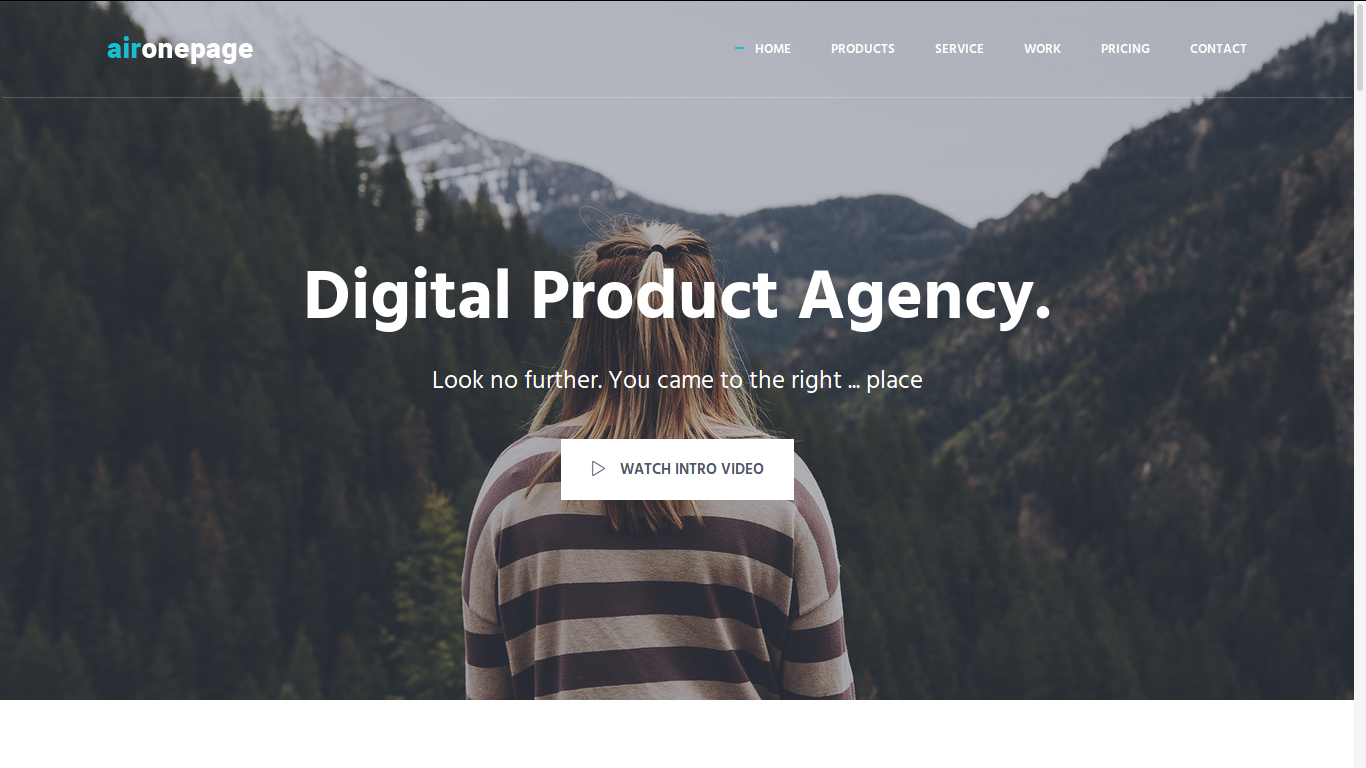 aironepage
HOME PRODUCTS SERVICE WORK PRICING CONTACT
Digital Product Agency.
Look no further. You came to the right ... place
WATCH INTRO VIDEO